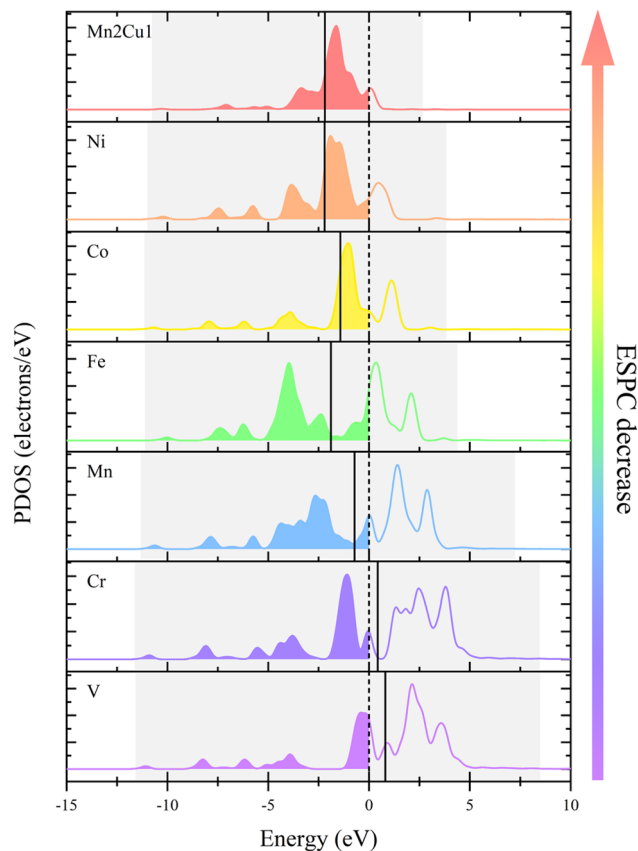 Mn2Cu1
Ni
Co
Fe
Mn
Cr
V
PDOS (electrons/eV)
ESPC decrease
-15 -10 -5 0 5 10
Energy (eV)